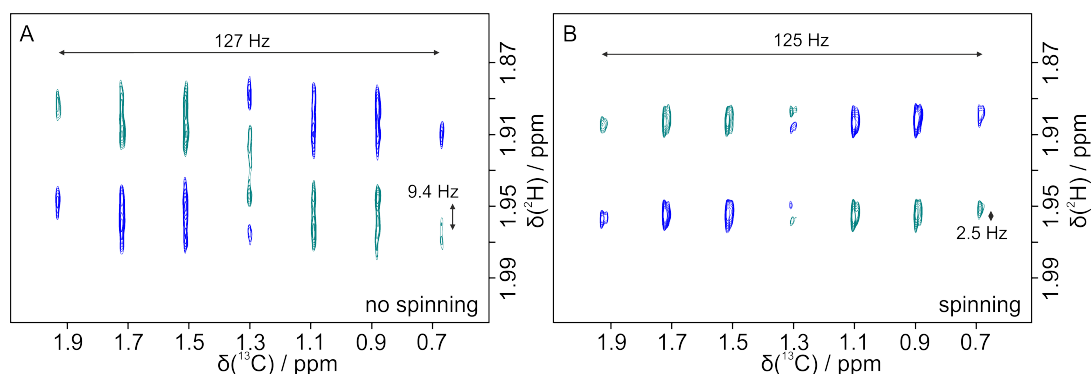 A
127 Hz
1.87
1.91
1.95
1.99
δ(²H) / ppm
9.4 Hz
no spinning
1.9 1.7 1.5 1.3 1.1 0.9 0.7
δ(¹³C) / ppm
B
125 Hz
1.87
1.91
1.95
1.99
δ(²H) / ppm
2.5 Hz
spinning
1.9 1.7 1.5 1.3 1.1 0.9 0.7
δ(¹³C) / ppm